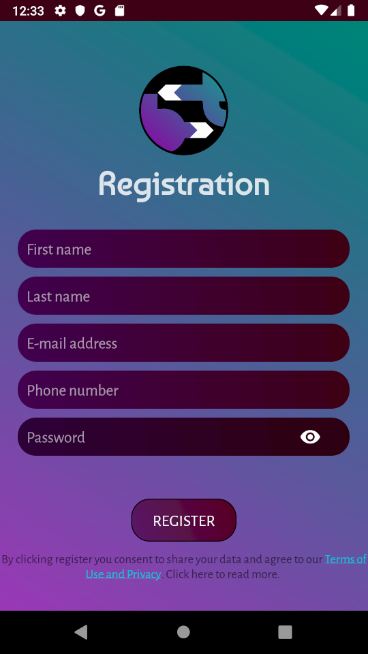 12:33
Registration
First name
Last name
E-mail address
Phone number
Password
REGISTER
By clicking register you consent to share your data and agree to our Terms of
Use and Privacy. Click here to read more.